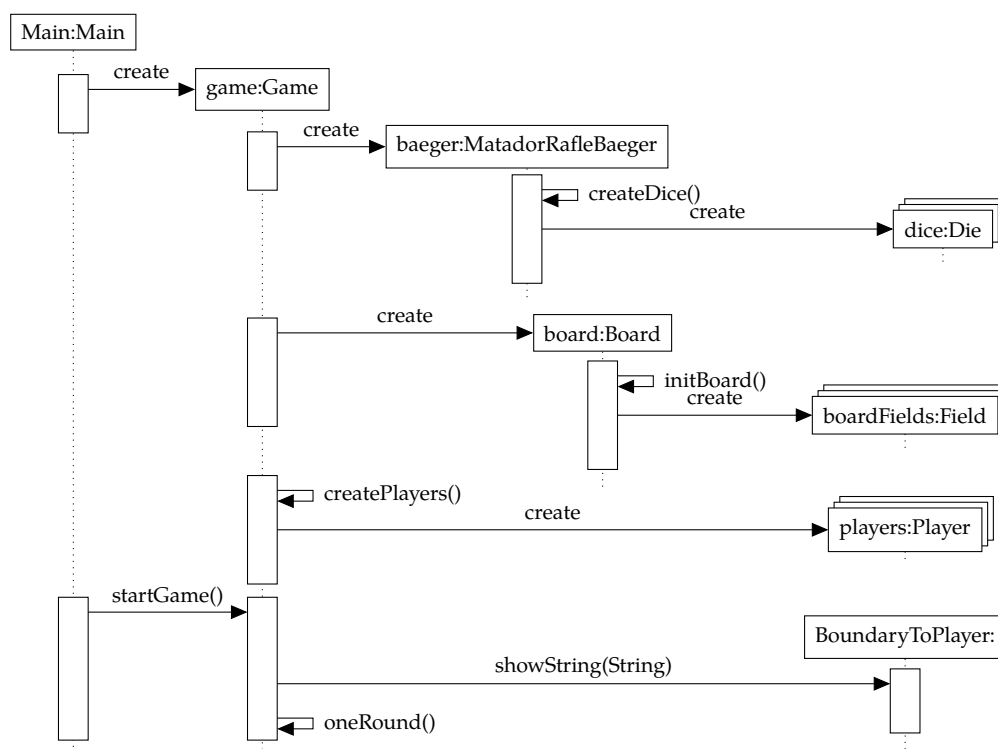 Main:Main
create
game:Game
create
baeger:MatadorRafleBaeger
createDice()
create
dice:Die
create
board:Board
initBoard()
create
boardFields:Field
createPlayers()
create
players:Player
startGame()
BoundaryToPlayer:
showString(String)
oneRound()